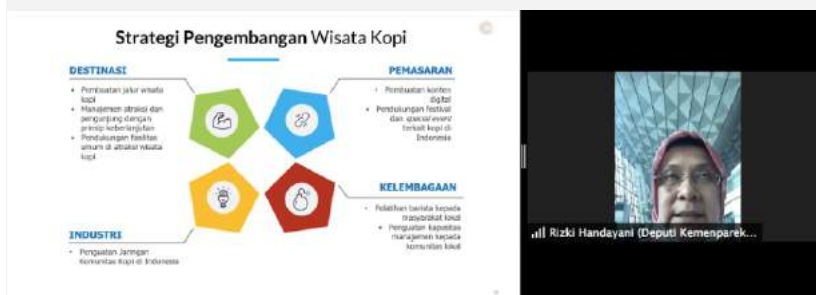 Strategi Pengembangan Wisata Kopi
DESTINASI
• Pembuatan jalur wisata
kopi
• Manajemen atraksi dan
pengunjung dengan
prinsip keberlanjutan
• Pendukungan fasilitas
umum di atraksi wisata
kopi
PEMASARAN
• Pembuatan konten
digital
• Pendukungan festival
dan special event
terkait kopi di
Indonesia
INDUSTRI
• Penguatan Jaringan
Komunitas Kopi di Indonesia
KELEMBAGAAN
• Pelatihan barista kepada
masyarakat lokal
• Penguatan kapasitas
manajemen kepada
komunitas lokal
Rizki Handayani (Deputi Kemenparek...